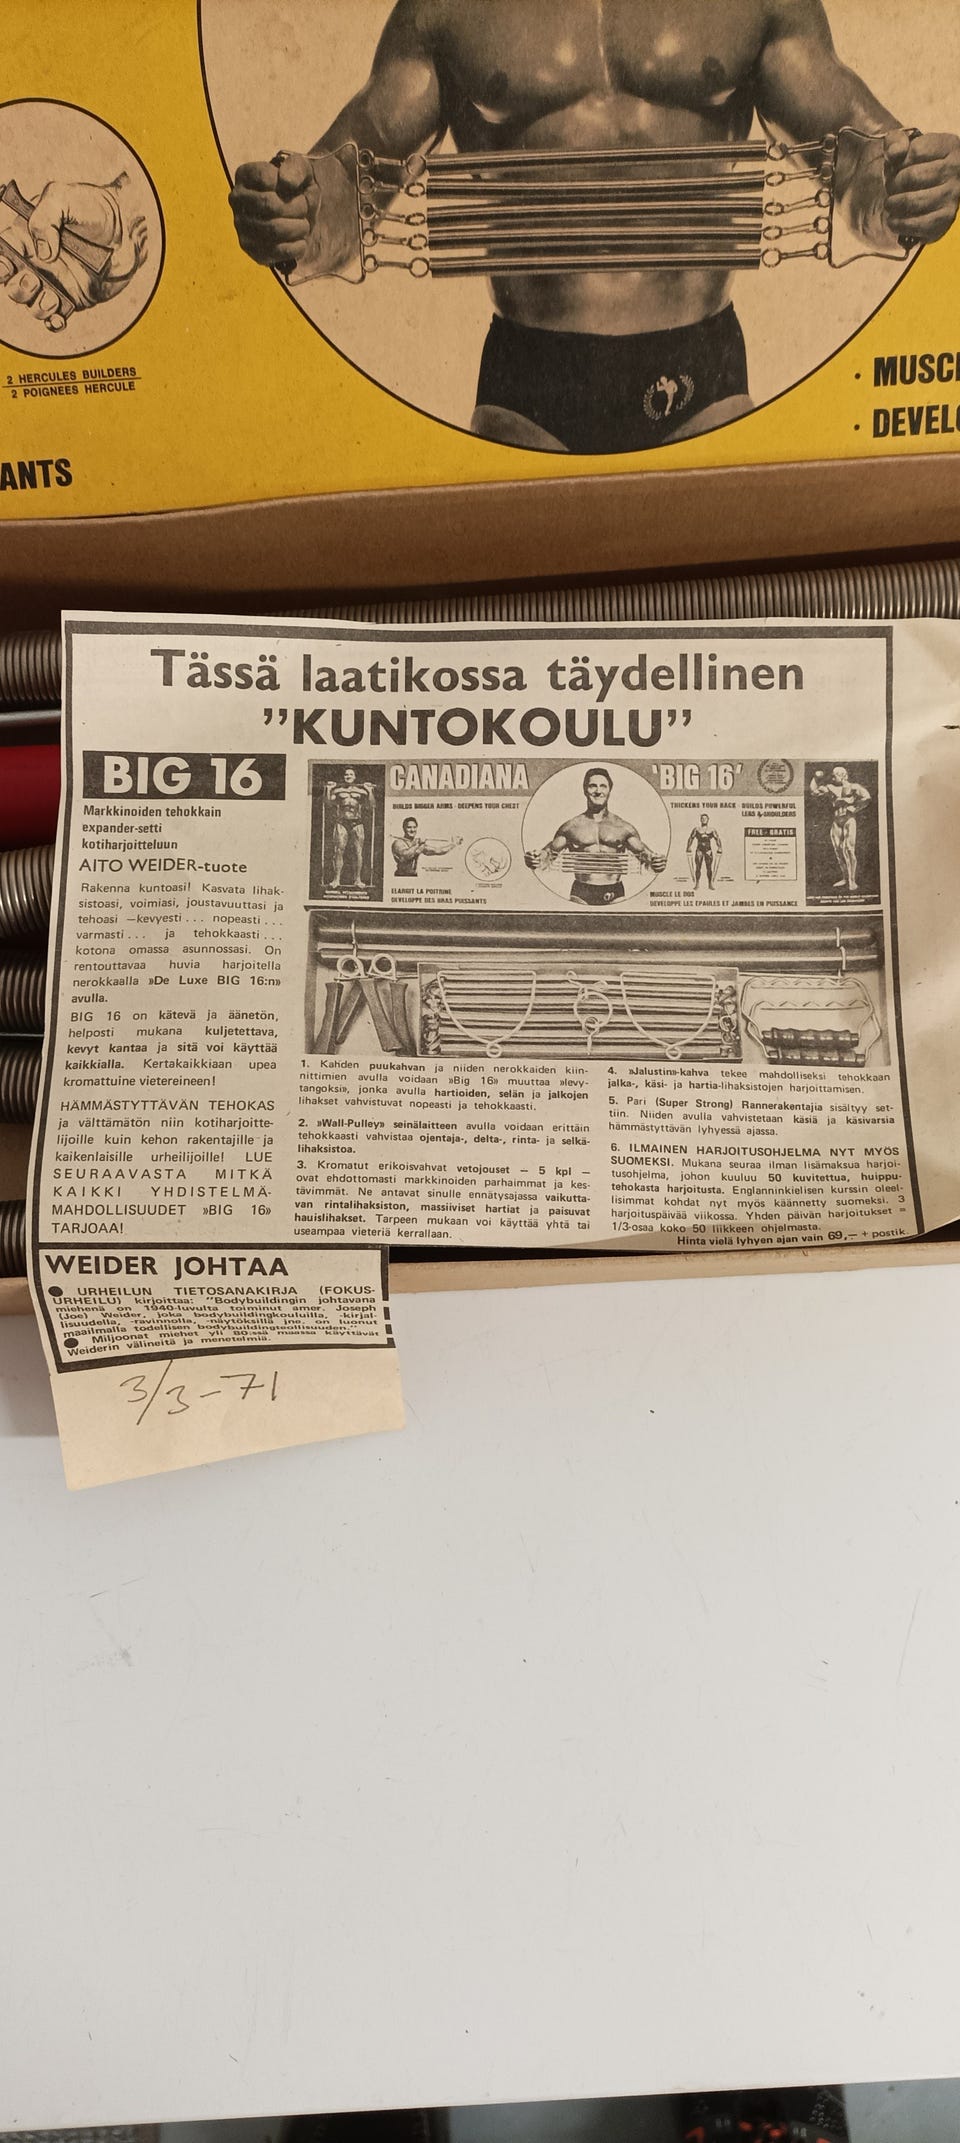 2 HERCULES BUILDERS
2 POIGNEES HERCULE
· MUSCL
· DEVELO
ANTS
Tässä laatikossa täydellinen
"KUNTOKOULU"
BIG 16
Markkinoiden tehokkain
expander-setti
kotiharjoitteluun
AITO WEIDER-tuote
Rakenna kuntoasi! Kasvata lihak-
sistoasi, voimiasi, joustavuuttasi ja
tehoasi —kevyesti . . . nopeasti . . .
varmasti . . . ja tehokkaasti . . .
kotona omassa asunnossasi. On
rentouttavaa huvia harjoitella
nerokkaalla »De Luxe BIG 16:n»
avulla.
BIG 16 on kätevä ja äänetön,
helposti mukana kuljetettava,
kevyt kantaa ja sitä voi käyttää
kaikkialla. Kertakaikkiaan upea
kromattuine vietereineen!
HÄMMÄSTYTTÄVÄN TEHOKAS
ja välttämätön niin kotiharjoitte-
lijoille kuin kehon rakentajille ja
kaikenlaisille urheilijoille! LUE
SEURAAVASTA MITKÄ
KAIKKI YHDISTELMÄ-
MAHDOLLISUUDET »BIG 16»
TARJOAA!
CANADIANA 'BIG 16'
BUILDS BIGGER ARMS - DEEPENS YOUR CHEST
THICKENS YOUR BACK - BUILDS POWERFUL
LEGS & SHOULDERS
FREE - GRATIS
ELARGIT LA POITRINE
DEVELOPPE DES BRAS PUISSANTS
MUSCLE LE DOS
DEVELOPPE LES EPAULES ET JAMBES EN PUISSANCE
1. Kahden puukahvan ja niiden nerokkaiden kiin-
nittimien avulla voidaan »Big 16» muuttaa »levy-
tangoksi», jonka avulla hartioiden, selän ja jalkojen
lihakset vahvistuvat nopeasti ja tehokkaasti.
2. »Wall-Pulley» seinälaitteen avulla voidaan erittäin
tehokkaasti vahvistaa ojentaja-, delta-, rinta- ja selkä-
lihaksistoa.
3. Kromatut erikoisvahvat vetojouset — 5 kpl —
ovat ehdottomasti markkinoiden parhaimmat ja kes-
tävimmät. Ne antavat sinulle ennätysajassa vaikutta-
van rintalihaksiston, massiiviset hartiat ja paisuvat
hauislihakset. Tarpeen mukaan voi käyttää yhtä tai
useampaa vieteriä kerrallaan.
4. »Jalustin»-kahva tekee mahdolliseksi tehokkaan
jalka-, käsi- ja hartia-lihaksistojen harjoittamisen.
5. Pari (Super Strong) Rannerakentajia sisältyy set-
tiin. Niiden avulla vahvistetaan käsiä ja käsivarsia
hämmästyttävän lyhyessä ajassa.
6. ILMAINEN HARJOITUSOHJELMA NYT MYÖS
SUOMEKSI. Mukana seuraa ilman lisämaksua harjoi-
tusohjelma, johon kuuluu 50 kuvitettua, huippu-
tehokasta harjoitusta. Englanninkielisen kurssin oleel-
lisimmat kohdat nyt myös käännetty suomeksi. 3
harjoituspäivää viikossa. Yhden päivän harjoitukset =
1/3-osaa koko 50 liikkeen ohjelmasta.
Hinta vielä lyhyen ajan vain 69,— + postik.
WEIDER JOHTAA
● URHEILUN TIETOSANAKIRJA (FOKUS-
URHEILU) kirjoittaa: "Bodybuildingin johtavana
miehenä on 1940-luvulta toiminut amer. Joseph
(Joe) Weider, joka bodybuildingkouluilla, -kirjal-
lisuudella, -ravinnolla, -näytöksillä jne. on luonut
maailmalla todellisen bodybuildingteollisuuden."
● Miljoonat miehet yli 80:ssä maassa käyttävät
Weiderin välineitä ja menetelmiä.
3/3-71